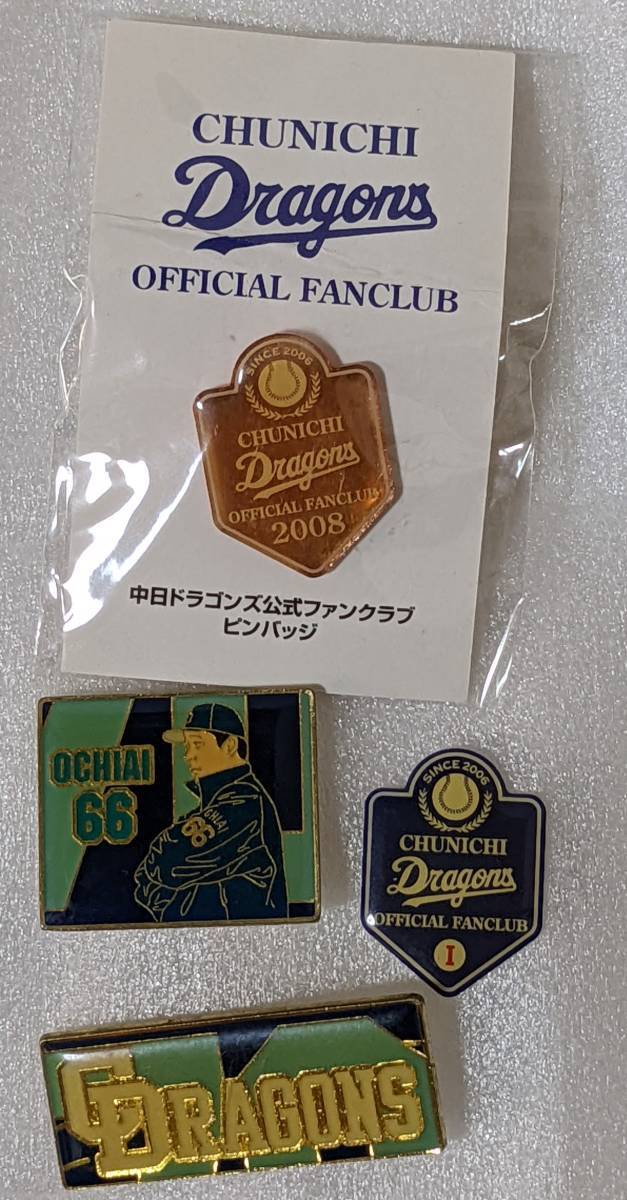 CHUNICHI
Dragons
OFFICIAL FANCLUB
SINCE 2006
CHUNICHI
Dragons
OFFICIAL FANCLUB
2008
中日ドラゴンズ公式ファンクラブ
ピンバッジ
OCHIAI
66
OCHIAI
66
SINCE 2006
CHUNICHI
Dragons
OFFICIAL FANCLUB
I
CD DRAGONS